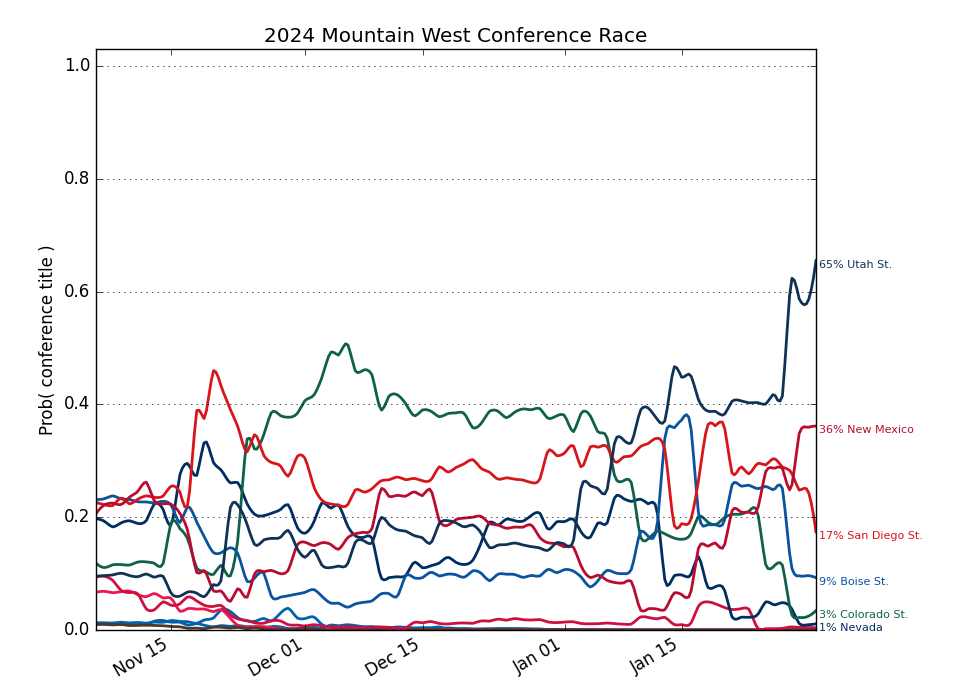 2024 Mountain West Conference Race
Prob( conference title )
1.0
0.8
0.6
0.4
0.2
0.0
65% Utah St.
36% New Mexico
17% San Diego St.
9% Boise St.
3% Colorado St.
1% Nevada
Nov 15
Dec 01
Dec 15
Jan 01
Jan 15